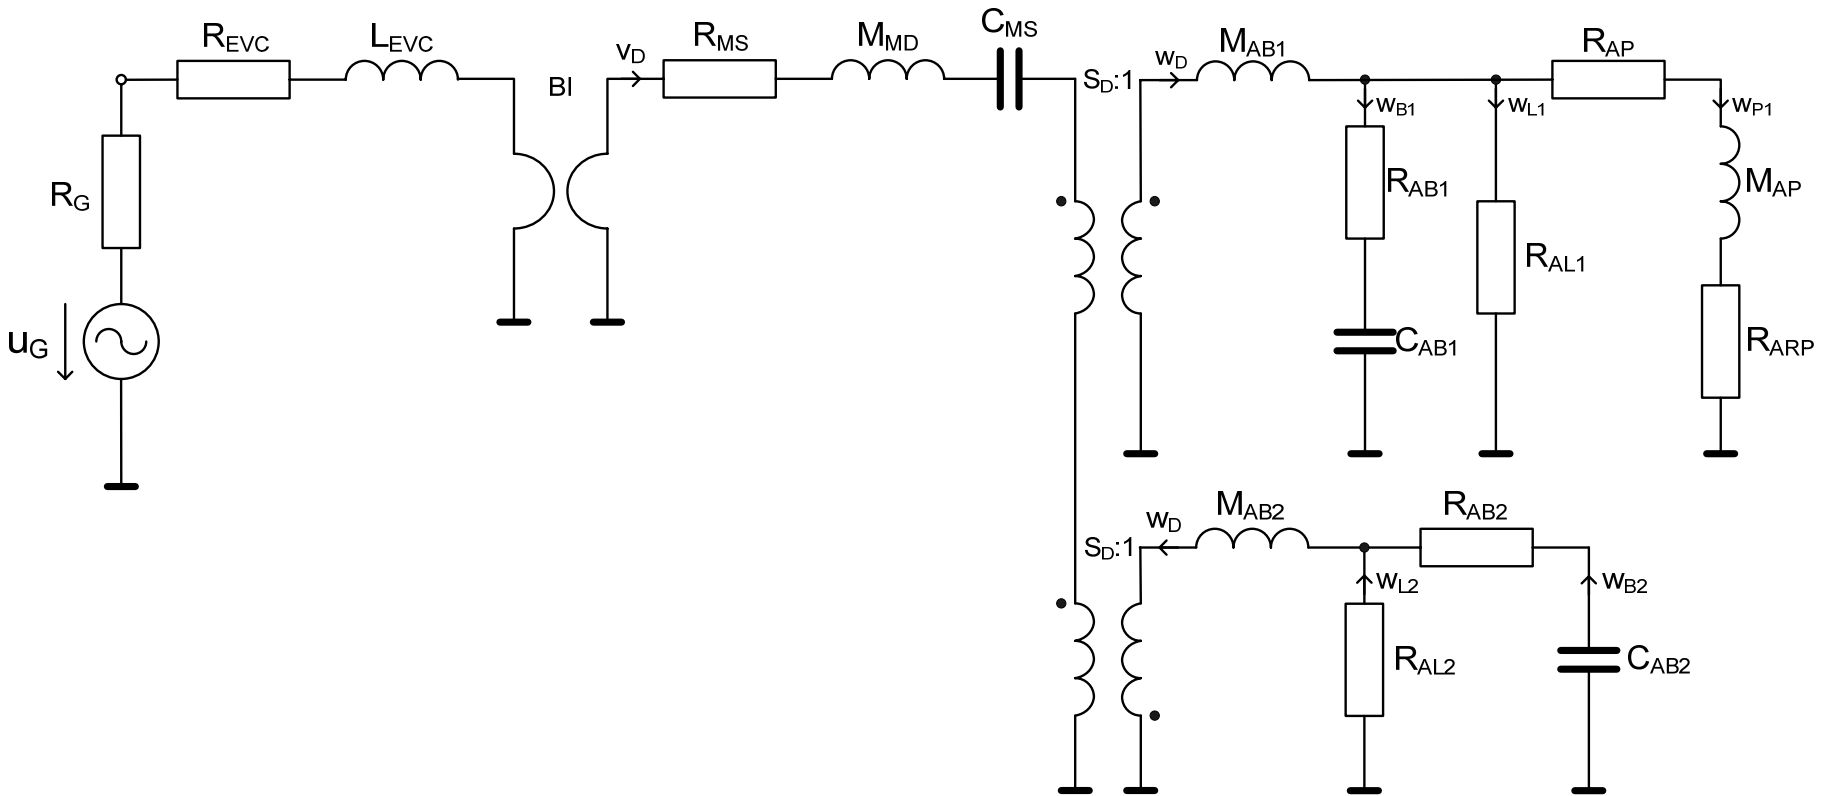 R_EVC
L_EVC
Bl
v_D
R_MS
M_MD
C_MS
S_D:1
w_D
M_AB1
R_AP
w_B1
w_L1
w_P1
R_G
R_AB1
M_AP
R_AL1
u_G
C_AB1
R_ARP
S_D:1
w_D
M_AB2
R_AB2
w_L2
w_B2
R_AL2
C_AB2